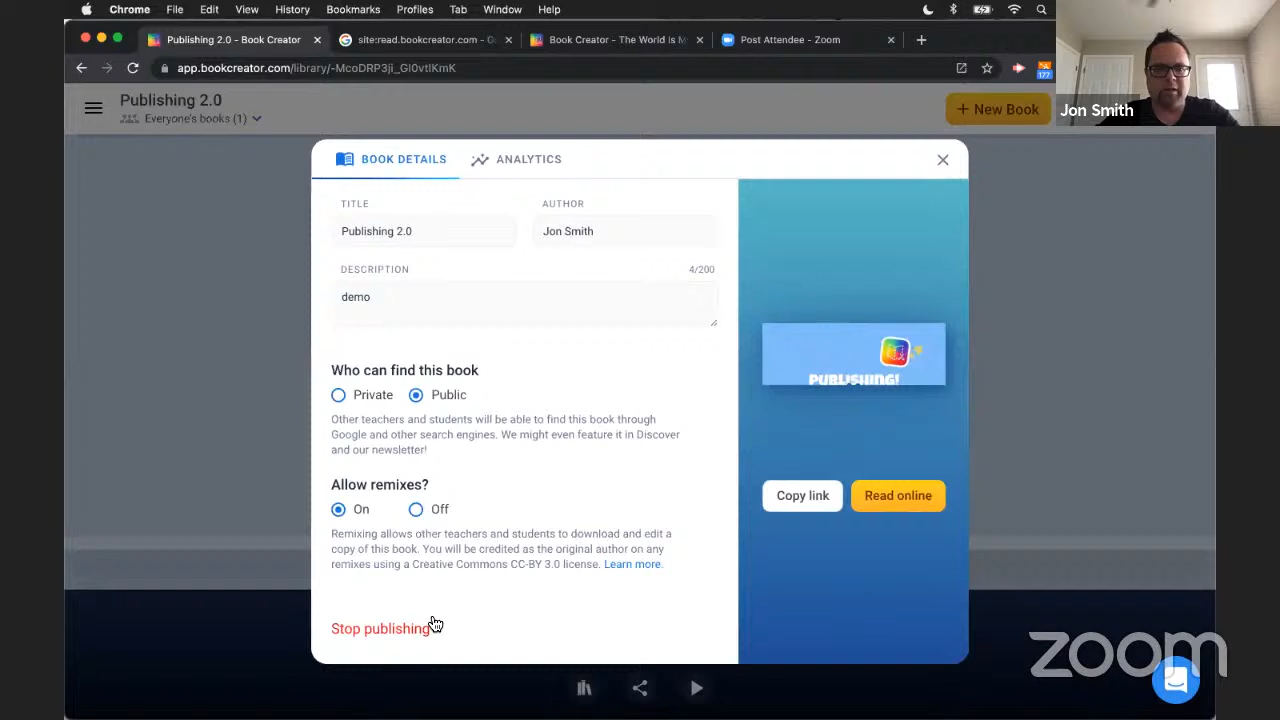 Chrome File Edit View History Bookmarks Profiles Tab Window Help
Publishing 2.0 - Book Creator
site:read.bookcreator.com - G
Book Creator - The World is M
Post Attendee - Zoom
app.bookcreator.com/library/-McoDRP3ji_Gl0vtlKmK
177
Publishing 2.0
Everyone's books (1)
+ New Book
Jon Smith
BOOK DETAILS
ANALYTICS
TITLE
AUTHOR
Publishing 2.0
Jon Smith
DESCRIPTION
4/200
demo
Who can find this book
Private
Public
Other teachers and students will be able to find this book through
Google and other search engines. We might even feature it in Discover
and our newsletter!
Allow remixes?
On
Off
Remixing allows other teachers and students to download and edit a
copy of this book. You will be credited as the original author on any
remixes using a Creative Commons CC-BY 3.0 license. Learn more.
Stop publishing
PUBLISHING!
Copy link
Read online
zoom